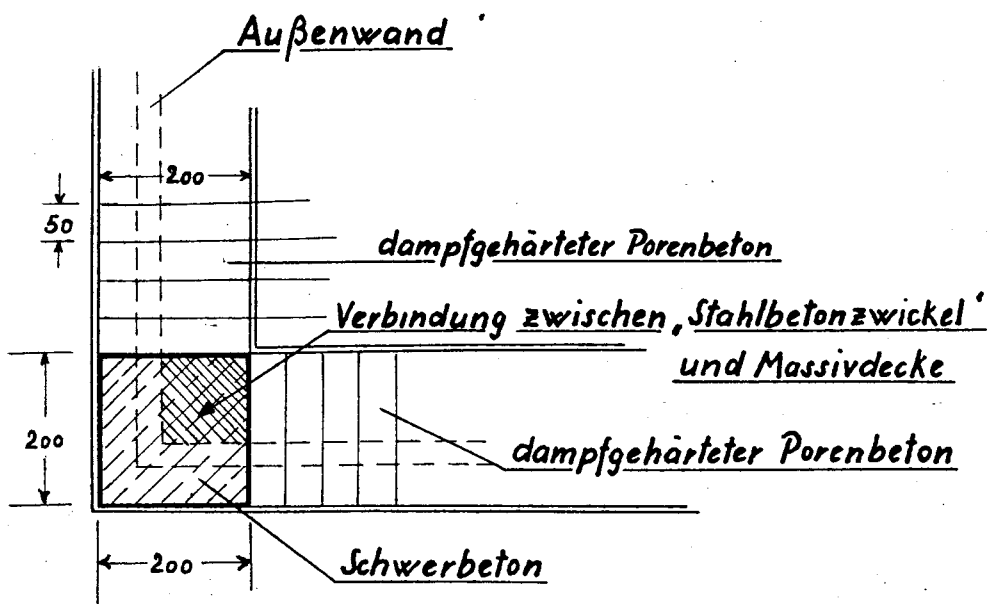 Außenwand
200
50
dampfgehärteter Porenbeton
Verbindung zwischen „Stahlbetonzwickel‘
und Massivdecke
200
dampfgehärteter Porenbeton
200
Schwerbeton